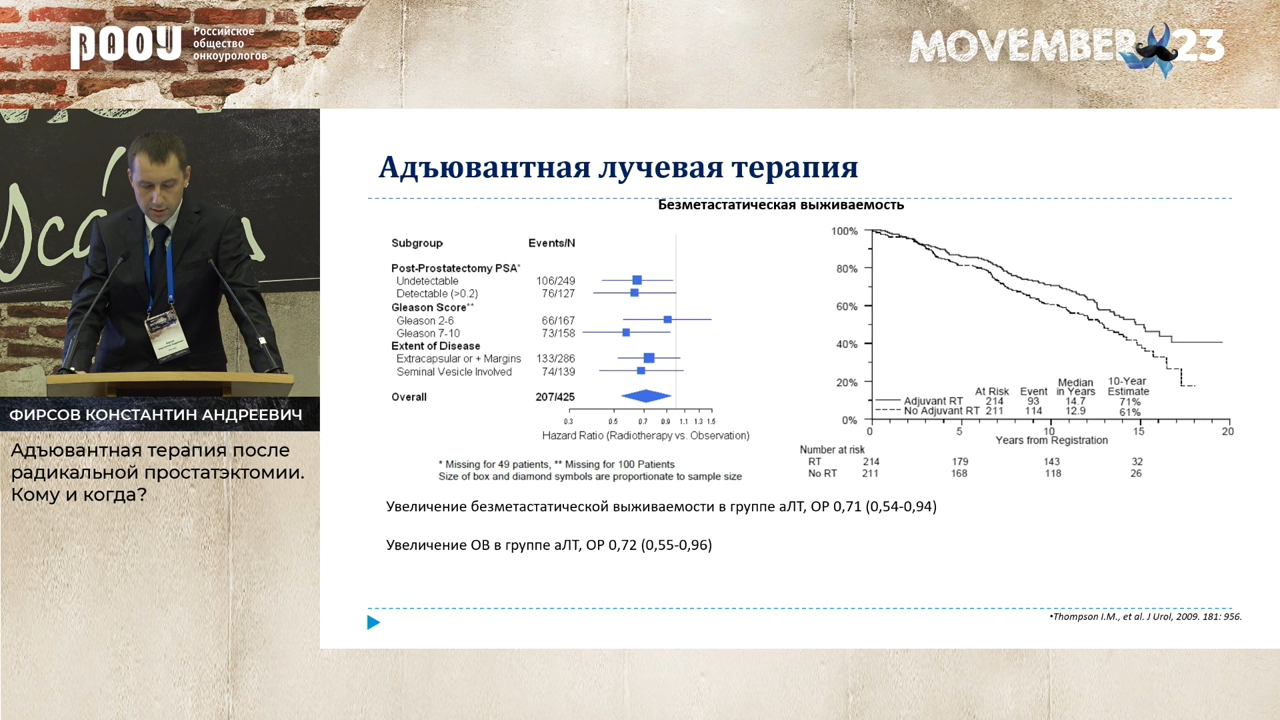 РООУ
Российское
общество
онкоурологов
MOVEMBER 23
ФИРСОВ КОНСТАНТИН АНДРЕЕВИЧ
Адъювантная терапия после
радикальной простатэктомии.
Кому и когда?
Адъювантная лучевая терапия
Безметастатическая выживаемость
Subgroup Events/N
Post-Prostatectomy PSA*
Undetectable 106/249
Detectable (>0.2) 76/127
Gleason Score**
Gleason 2-6 66/167
Gleason 7-10 73/158
Extent of Disease
Extracapsular or + Margins 133/286
Seminal Vesicle Involved 74/139
Overall 207/425
0.3 0.5 0.7 0.9 1.1 1.3 1.5
Hazard Ratio (Radiotherapy vs. Observation)
* Missing for 49 patients, ** Missing for 100 Patients
Size of box and diamond symbols are proportionate to sample size
100%
80%
60%
40%
20%
0%
Median 10-Year
At Risk Event in Years Estimate
Adjuvant RT 214 93 14.7 71%
No Adjuvant RT 211 114 12.9 61%
0 5 10 15 20
Years from Registration
Number at risk
RT 214 179 143 32
No RT 211 168 118 26
Увеличение безметастатической выживаемости в группе аЛТ, ОР 0,71 (0,54-0,94)
Увеличение ОВ в группе аЛТ, ОР 0,72 (0,55-0,96)
•Thompson I.M., et al. J Urol, 2009. 181: 956.